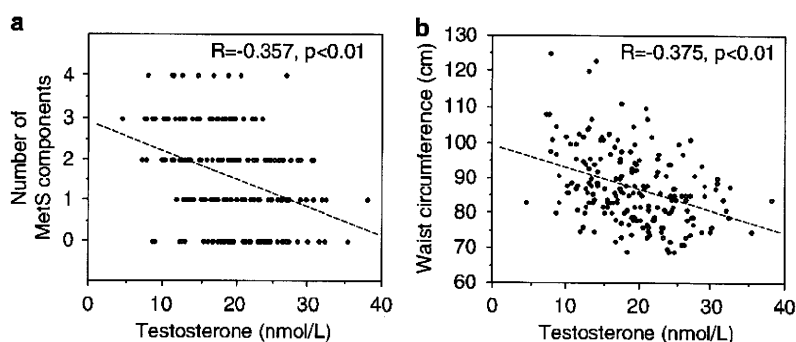 a
R=-0.357, p<0.01
Number of
MetS components
4
3
2
1
0
0
10
20
30
40
Testosterone (nmol/L)
b
R=-0.375, p<0.01
Waist circumference (cm)
130
120
110
100
90
80
70
60
0
10
20
30
40
Testosterone (nmol/L)